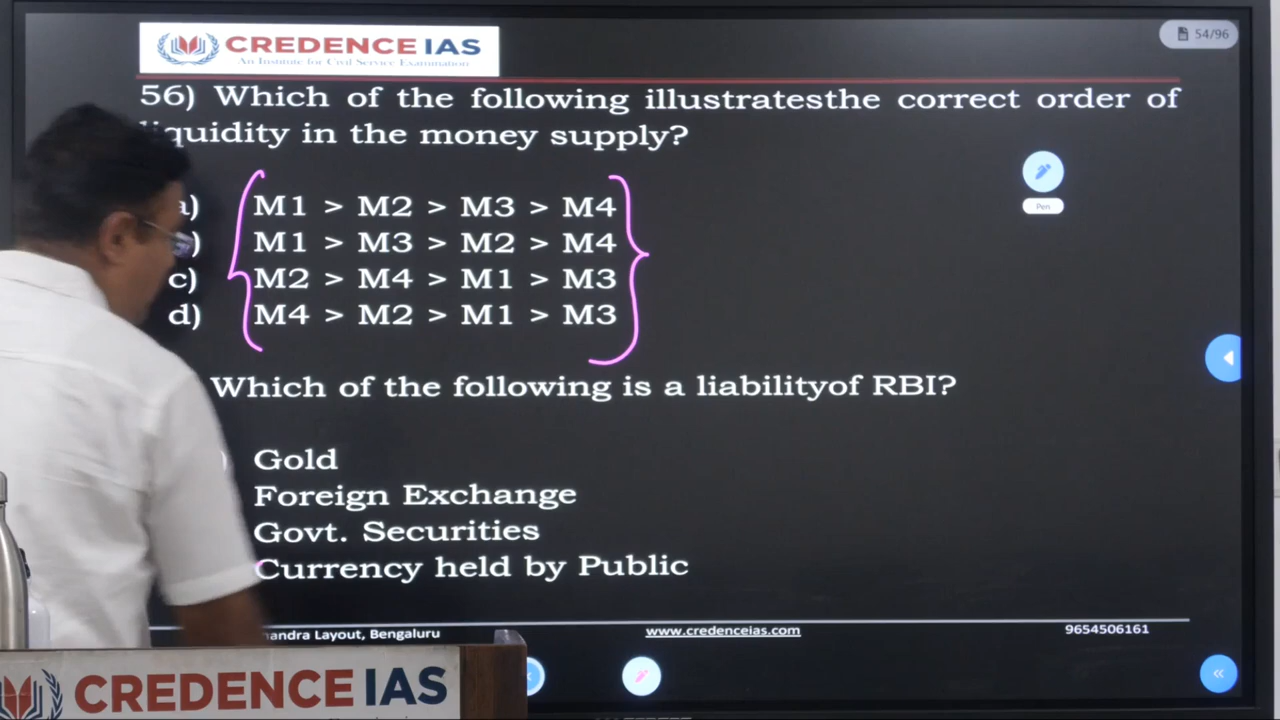 CREDENCE IAS
An Institute for Civil Service Examination
54/96
56) Which of the following illustratesthe correct order of
liquidity in the money supply?
Pen
a) M1 > M2 > M3 > M4
) M1 > M3 > M2 > M4
c) M2 > M4 > M1 > M3
d) M4 > M2 > M1 > M3
Which of the following is a liabilityof RBI?
Gold
Foreign Exchange
Govt. Securities
Currency held by Public
Layout, Bengaluru
www.credenceias.com
9654506161
CREDENCE IAS